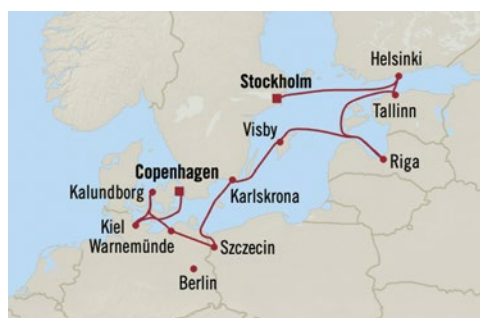 Helsinki
Stockholm
Tallinn
Visby
Riga
Copenhagen
Kalundborg
Karlskrona
Kiel
Warnemünde
Szczecin
Berlin